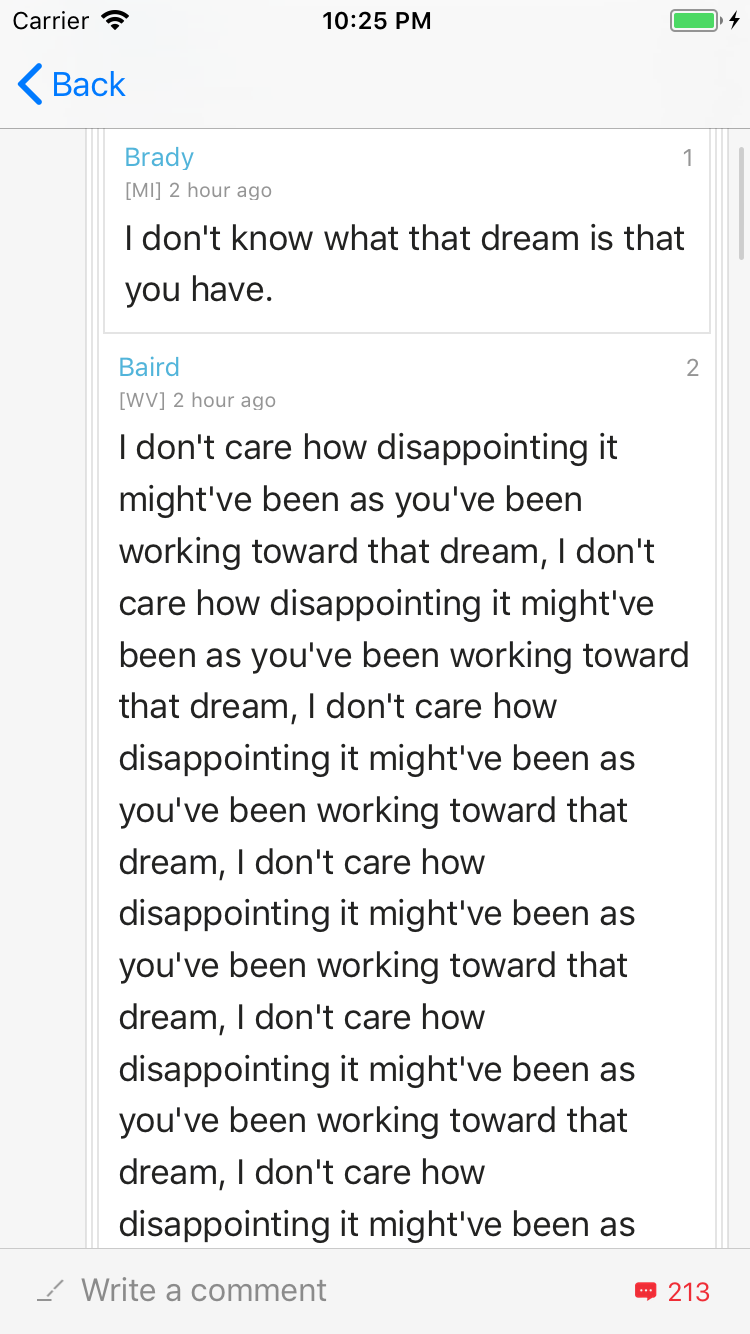 Carrier 10:25 PM
Back
Brady 1
[MI] 2 hour ago
I don't know what that dream is that
you have.
Baird 2
[WV] 2 hour ago
I don't care how disappointing it
might've been as you've been
working toward that dream, I don't
care how disappointing it might've
been as you've been working toward
that dream, I don't care how
disappointing it might've been as
you've been working toward that
dream, I don't care how
disappointing it might've been as
you've been working toward that
dream, I don't care how
disappointing it might've been as
you've been working toward that
dream, I don't care how
disappointing it might've been as
Write a comment 213